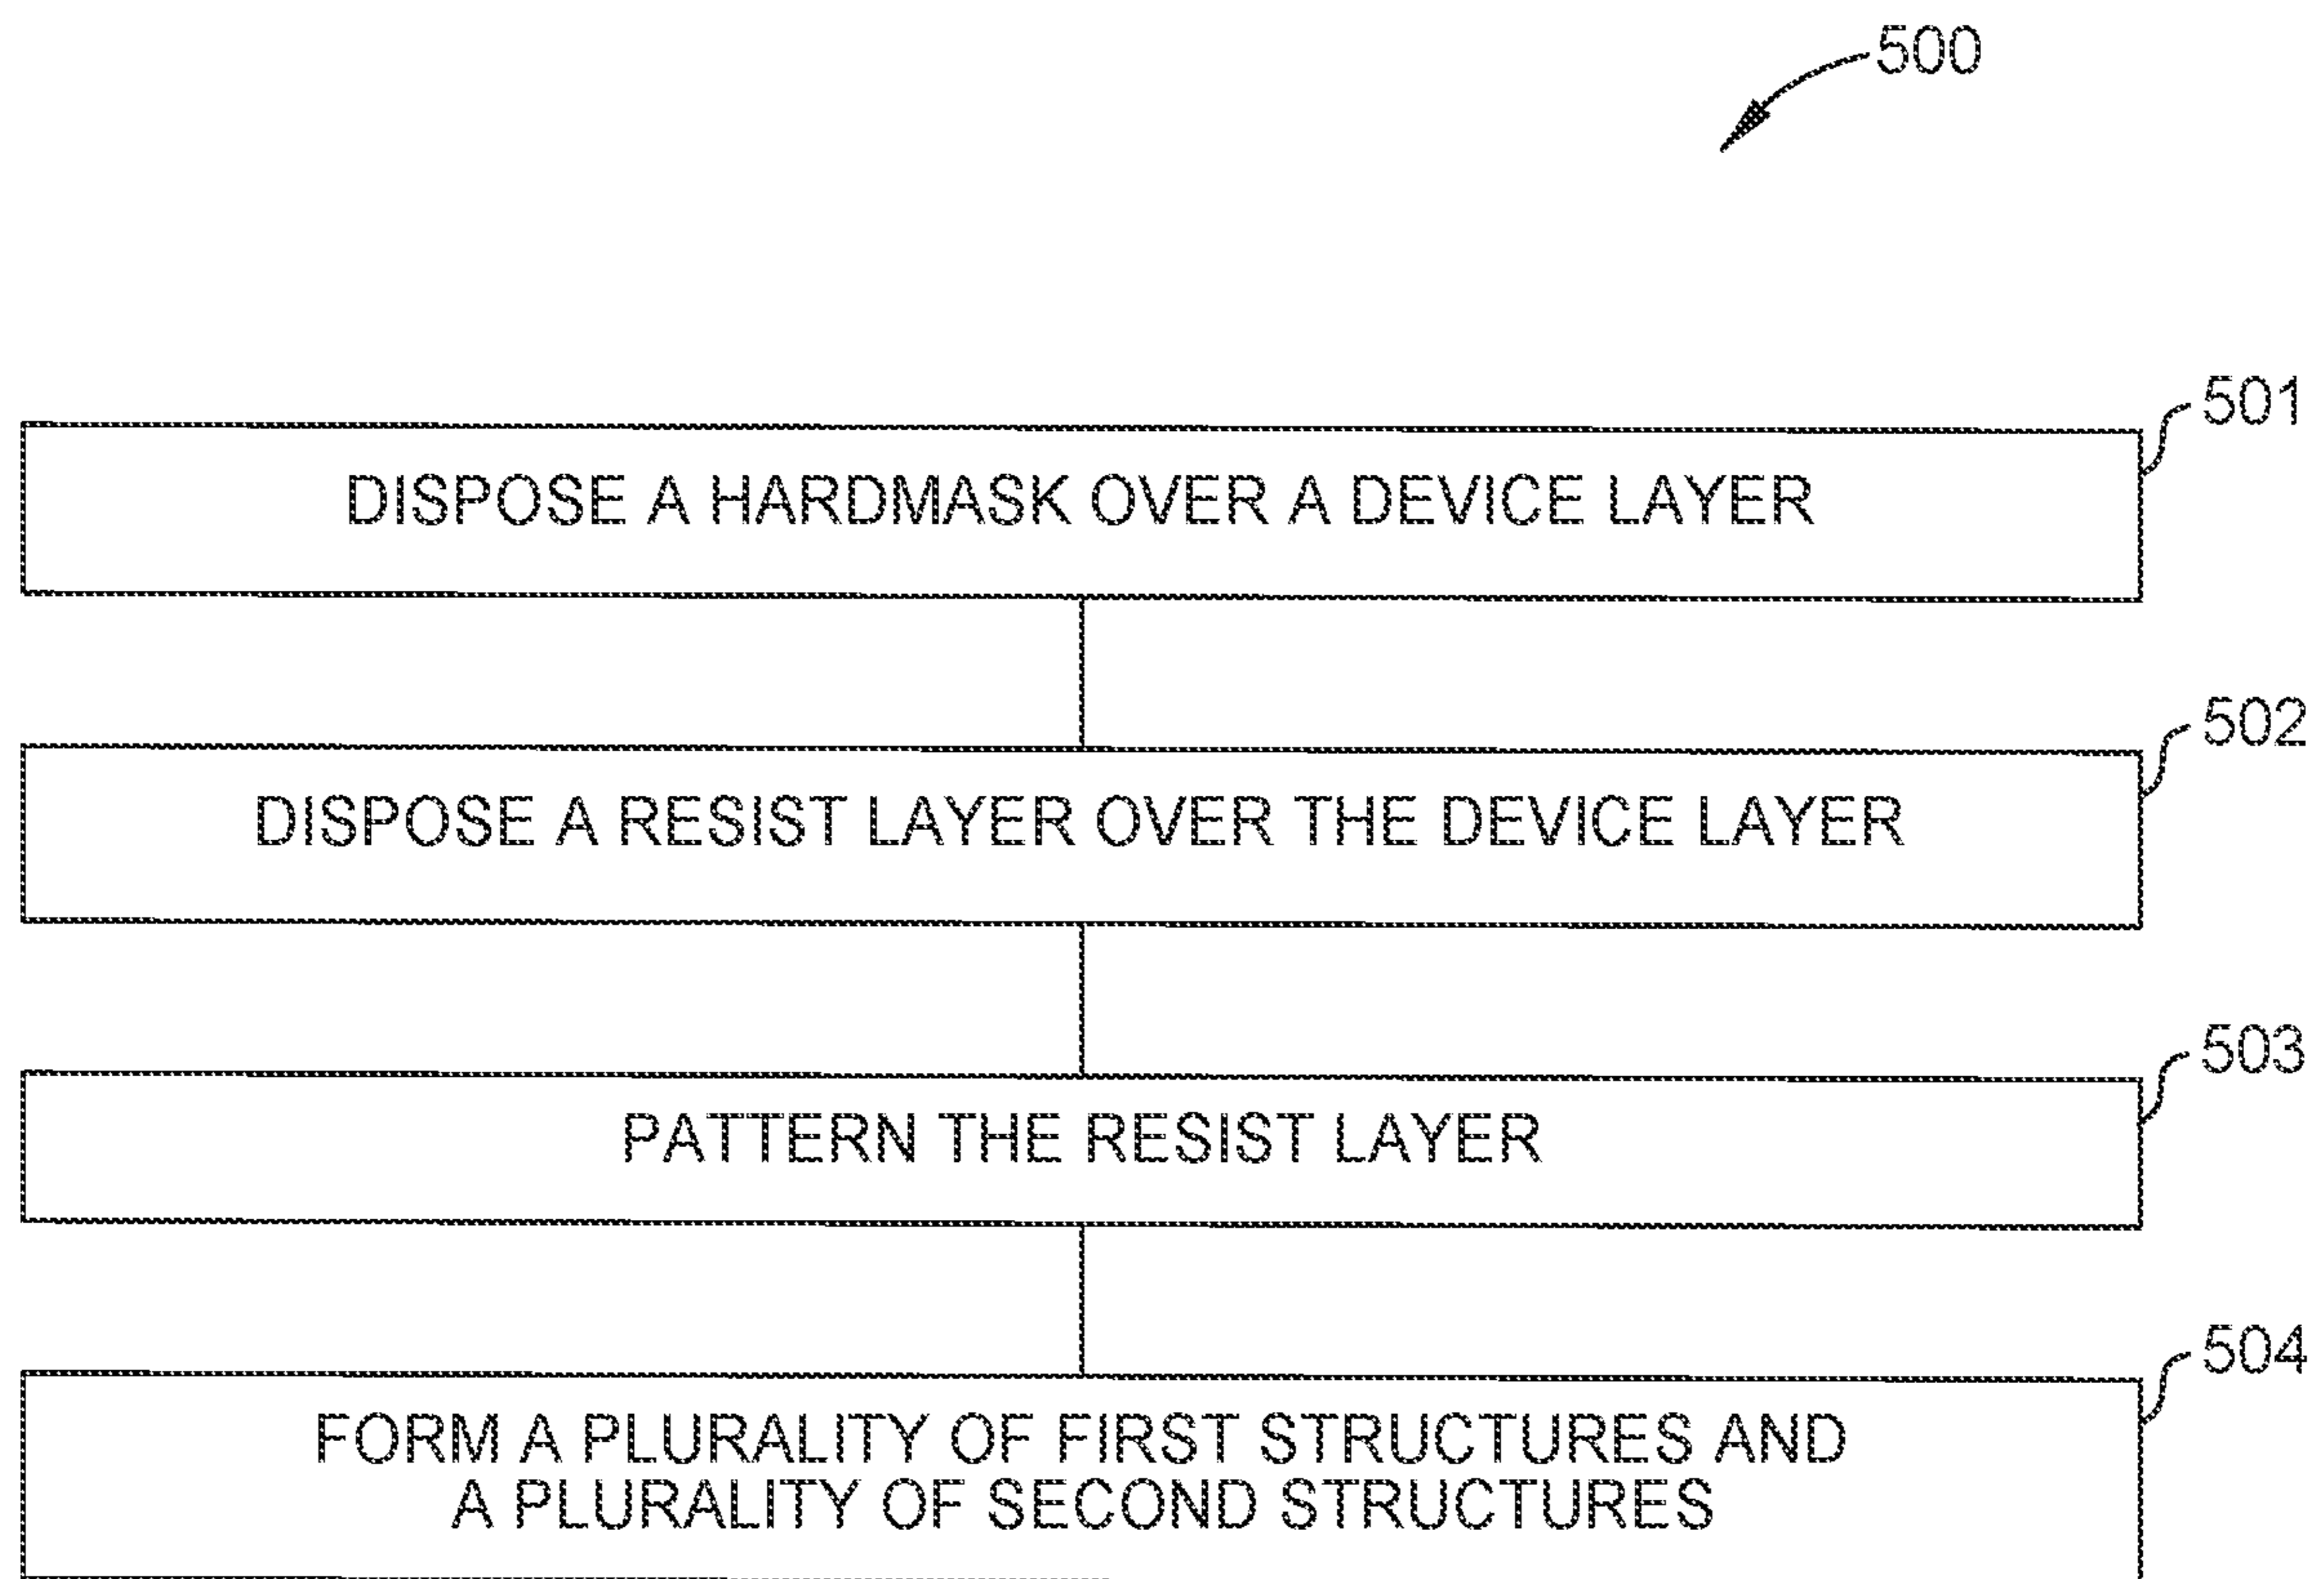 500
501
DISPOSE A HARDMASK OVER A DEVICE LAYER
502
DISPOSE A RESIST LAYER OVER THE DEVICE LAYER
503
PATTERN THE RESIST LAYER
504
FORM A PLURALITY OF FIRST STRUCTURES AND
A PLURALITY OF SECOND STRUCTURES